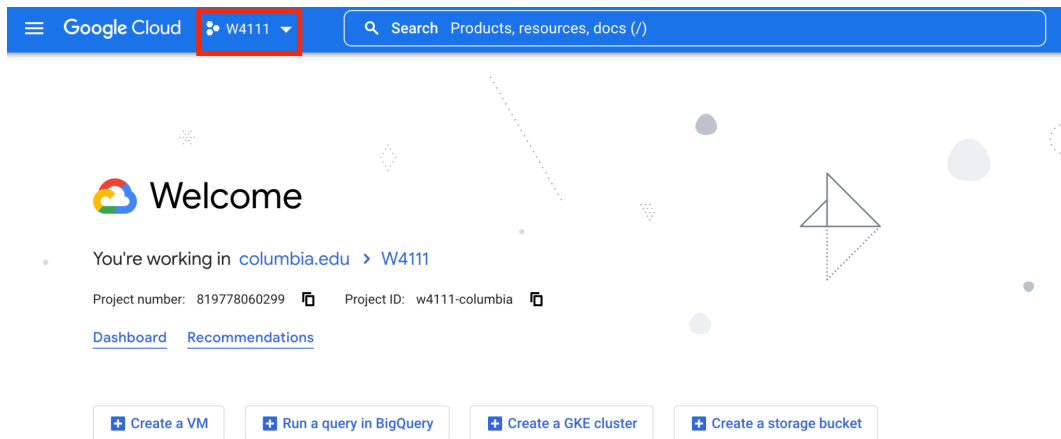 Google Cloud W4111 Search Products, resources, docs (/)
Welcome
You're working in columbia.edu > W4111
Project number: 819778060299 Project ID: w4111-columbia
Dashboard Recommendations
Create a VM Run a query in BigQuery Create a GKE cluster Create a storage bucket